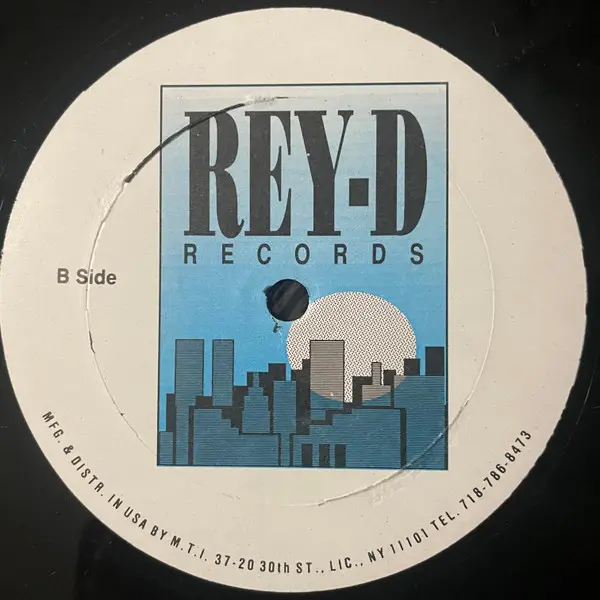 REY-D
RECORDS
B Side
MFG. & DISTR. IN USA BY M.T.I. 37-20 30th ST., LIC., NY 11101 TEL. 718-786-8473